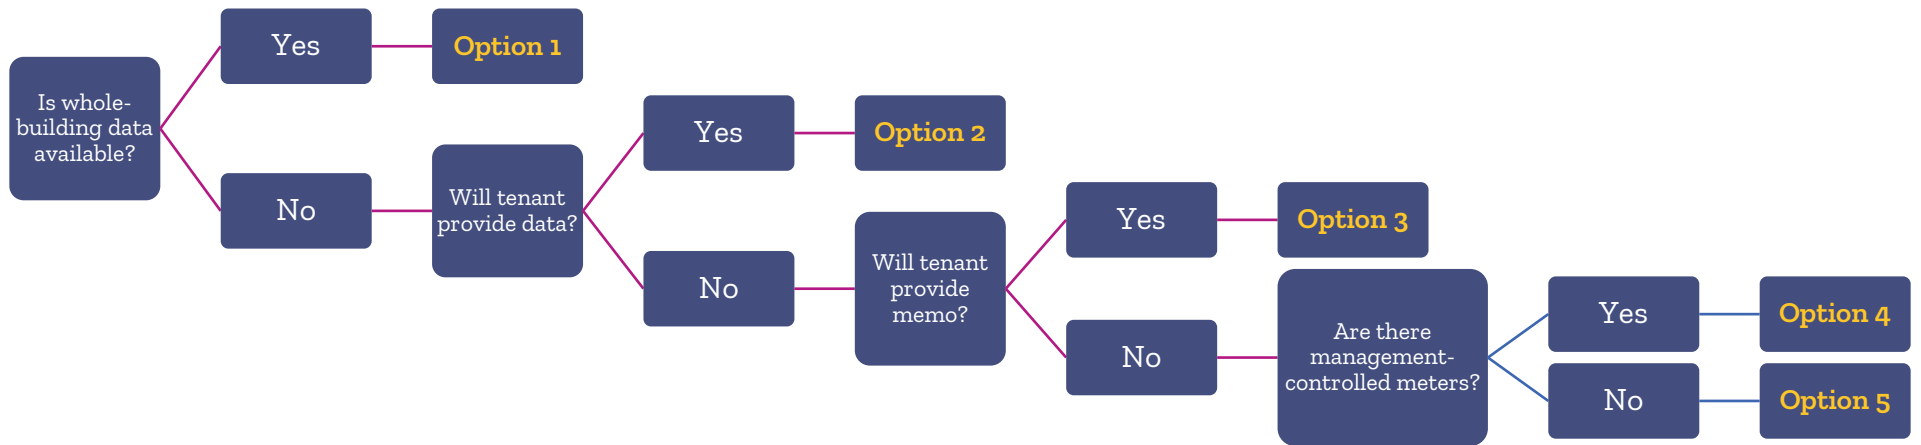 Is whole-
building data
available?
Yes
Option 1
No
Will tenant
provide data?
Yes
Option 2
No
Will tenant
provide
memo?
Yes
Option 3
No
Are there
management-
controlled meters?
Yes
Option 4
No
Option 5